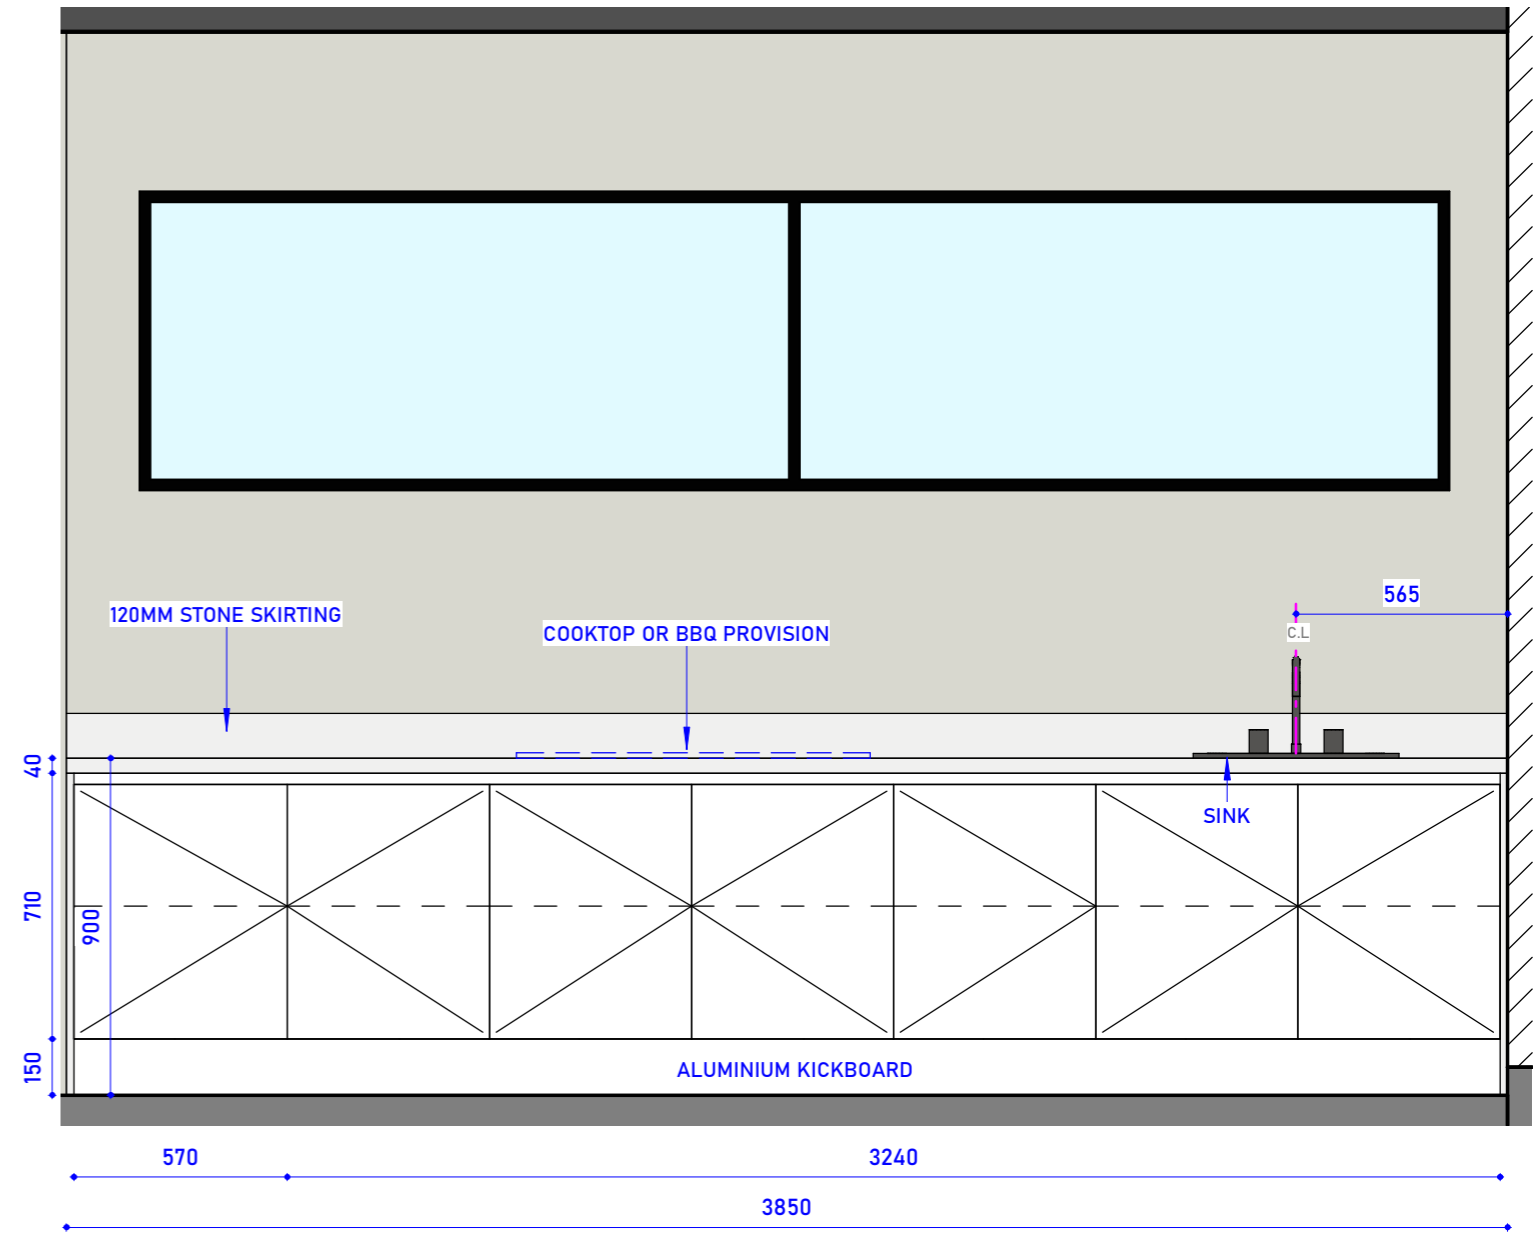 565
120MM STONE SKIRTING
COOKTOP OR BBQ PROVISION
C.L
40
SINK
710
900
150
ALUMINIUM KICKBOARD
570
3240
3850